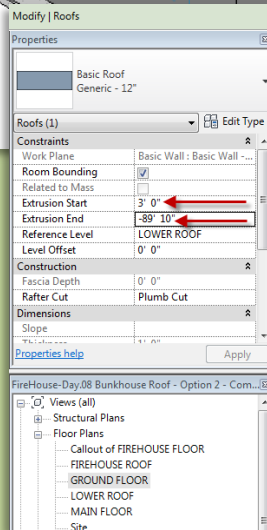 Modify | Roofs
Properties
Basic Roof
Generic - 12"
Roofs (1)
Edit Type
Constraints
Work Plane Basic Wall : Basic Wall -...
Room Bounding
Related to Mass
Extrusion Start 3' 0"
Extrusion End -89' 10"
Reference Level LOWER ROOF
Level Offset 0' 0"
Construction
Fascia Depth 0' 0"
Rafter Cut Plumb Cut
Dimensions
Slope
Thickness 1' 0"
Properties help Apply
FireHouse-Day.08 Bunkhouse Roof - Option 2 - Com...
Views (all)
Structural Plans
Floor Plans
Callout of FIREHOUSE FLOOR
FIREHOUSE ROOF
GROUND FLOOR
LOWER ROOF
MAIN FLOOR
Site